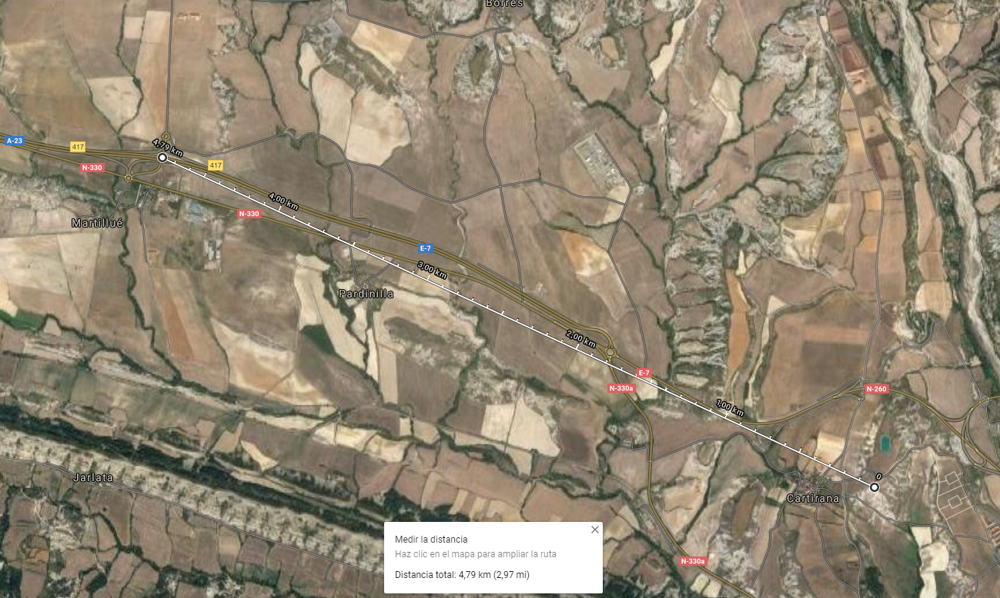 Borres
A-23
417
4,79 km
N-330
417
4,00 km
N-330
Martillué
E-7
3,00 km
Pardinilla
2,00 km
E-7
N-330a
N-260
1,00 km
0
Jarlata
Cartirana
N-330a
Medir la distancia
Haz clic en el mapa para ampliar la ruta
Distancia total: 4,79 km (2,97 mi)